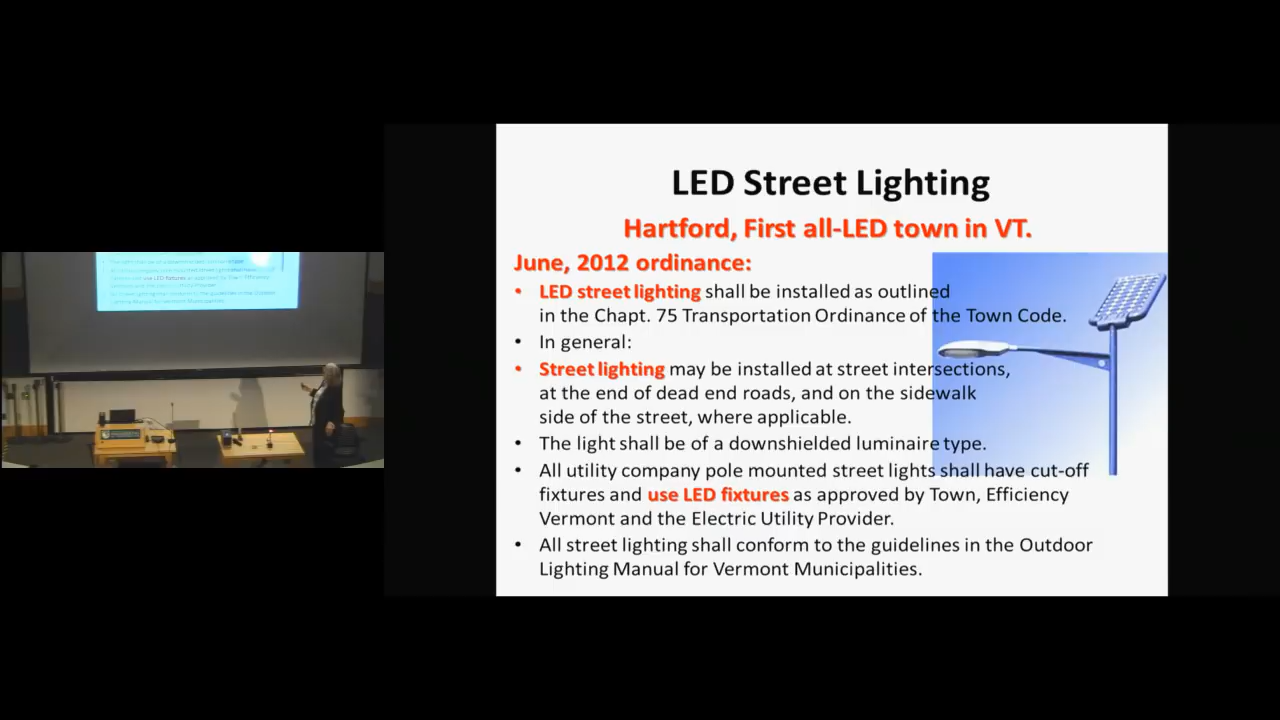 LED Street Lighting
Hartford, First all-LED town in VT.
June, 2012 ordinance:
• LED street lighting shall be installed as outlined
in the Chapt. 75 Transportation Ordinance of the Town Code.
• In general:
• Street lighting may be installed at street intersections,
at the end of dead end roads, and on the sidewalk
side of the street, where applicable.
• The light shall be of a downshielded luminaire type.
• All utility company pole mounted street lights shall have cut-off
fixtures and use LED fixtures as approved by Town, Efficiency
Vermont and the Electric Utility Provider.
• All street lighting shall conform to the guidelines in the Outdoor
Lighting Manual for Vermont Municipalities.